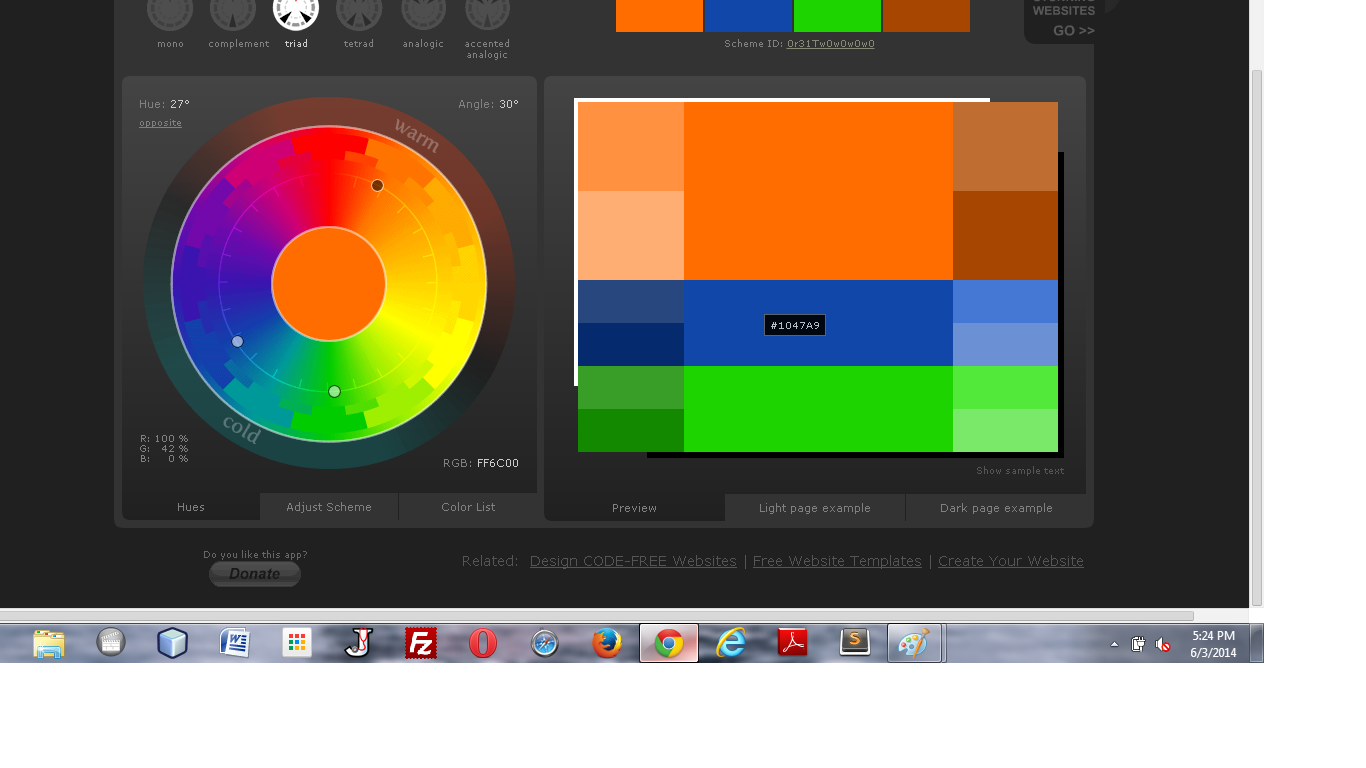 WEBSITES
GO >>
mono
complement
triad
tetrad
analogic
accented
analogic
Scheme ID: 0r31Tw0w0w0w0
Hue: 27°
Angle: 30°
opposite
warm
cold
R: 100 %
G: 42 %
B: 0 %
RGB: FF6C00
#1047A9
Show sample text
Hues
Adjust Scheme
Color List
Preview
Light page example
Dark page example
Do you like this app?
Donate
Related: Design CODE-FREE Websites | Free Website Templates | Create Your Website
W
J
Fz
S
5:24 PM
6/3/2014